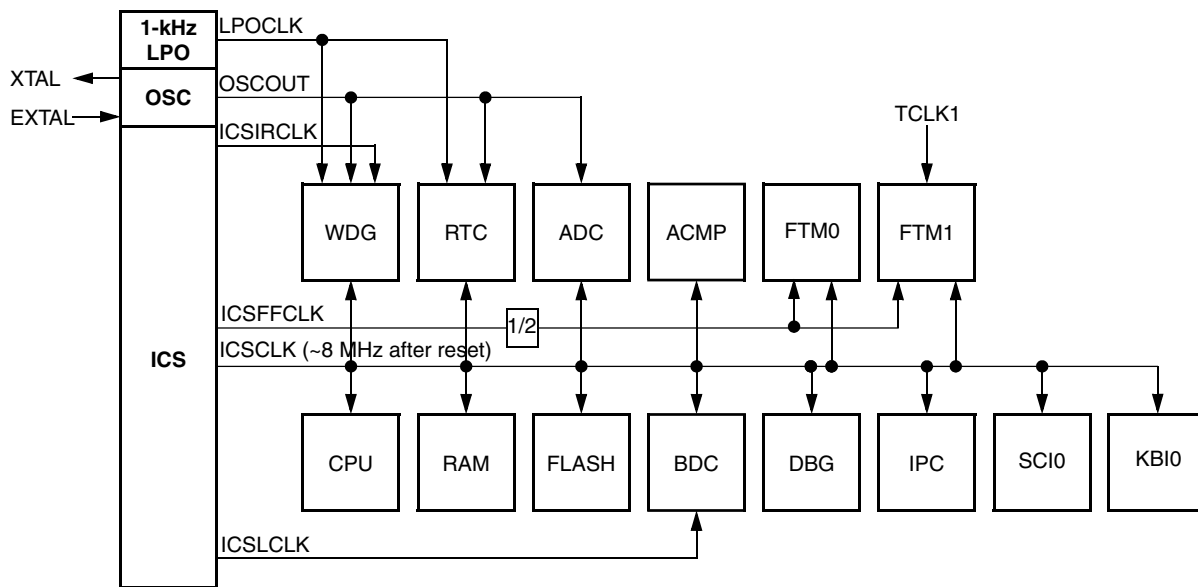 1-kHz
LPO
LPOCLK
XTAL
OSC
OSCOUT
EXTAL
ICSIRCLK
TCLK1
WDG
RTC
ADC
ACMP
FTM0
FTM1
ICSFFCLK
1/2
ICS
ICSCLK (~8 MHz after reset)
CPU
RAM
FLASH
BDC
DBG
IPC
SCI0
KBI0
ICSLCLK